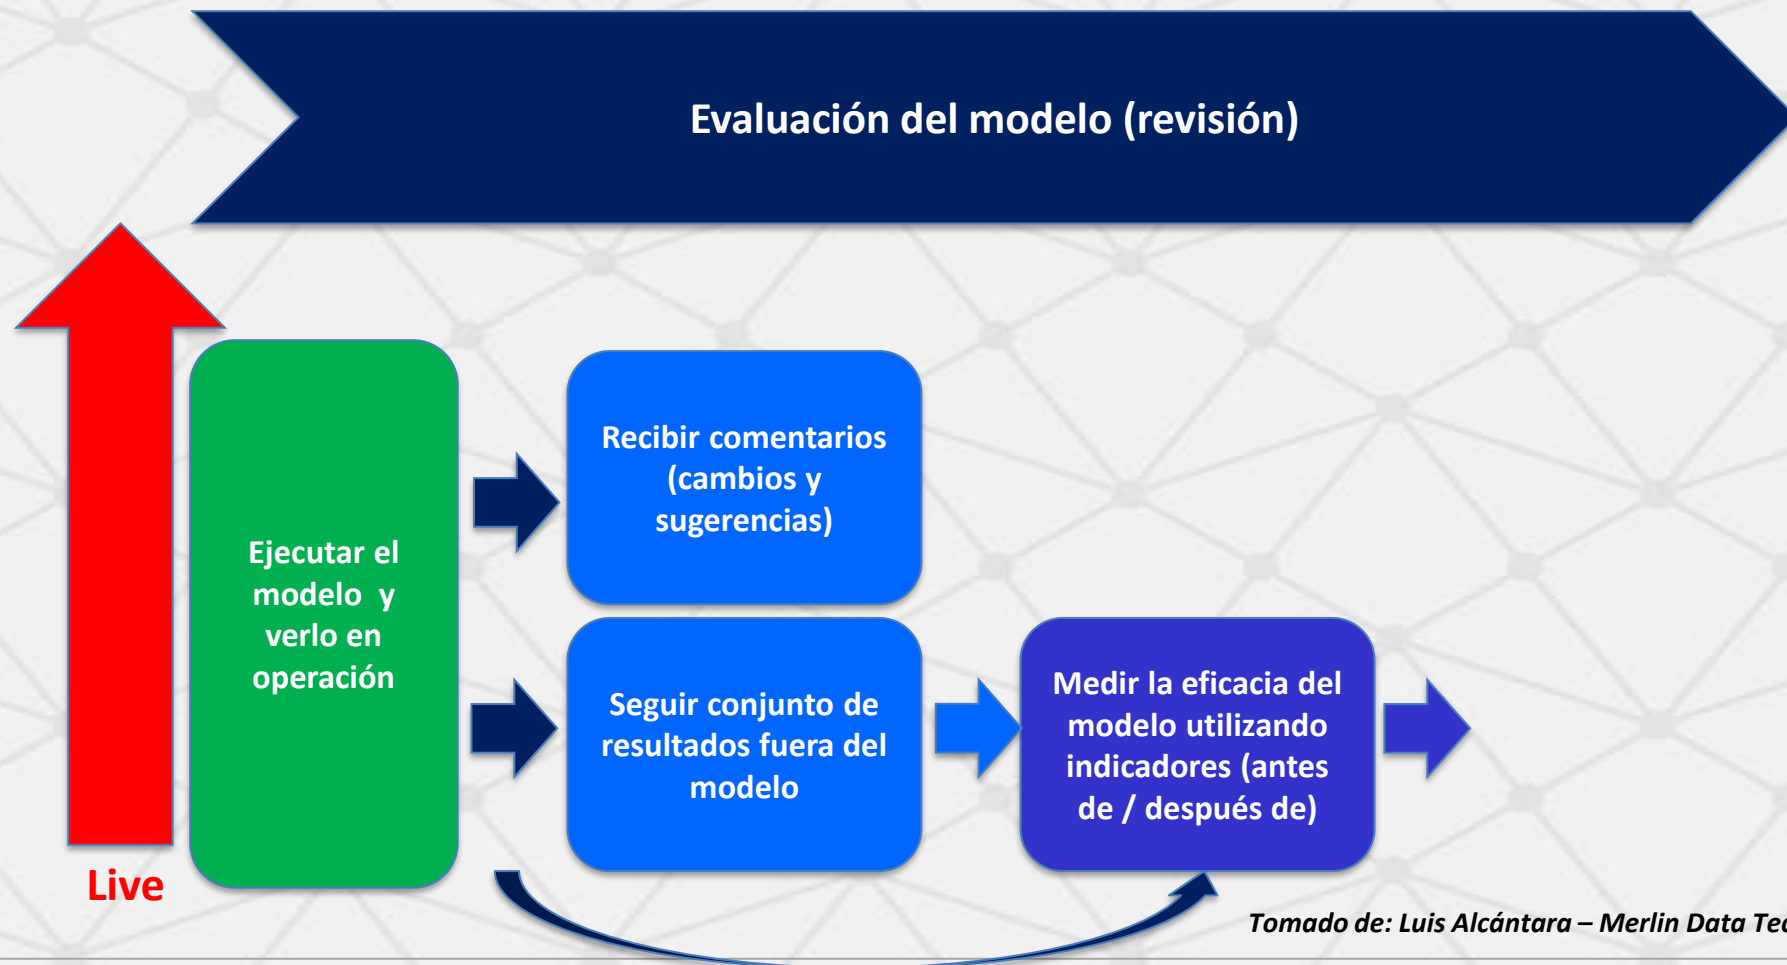 Evaluación del modelo (revisión)
Recibir comentarios
(cambios y
sugerencias)
Ejecutar el
modelo y
verlo en
operación
Seguir conjunto de
resultados fuera del
modelo
Medir la eficacia del
modelo utilizando
indicadores (antes
de / después de)
Live
Tomado de: Luis Alcántara – Merlin Data